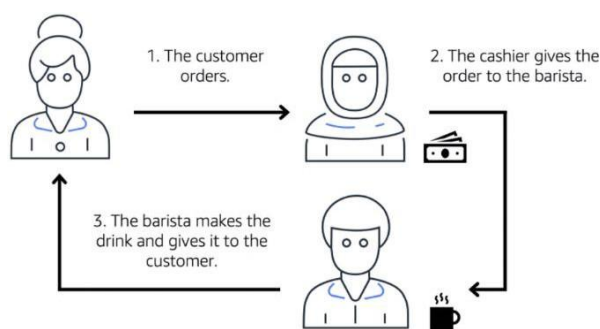 1. The customer
orders.
2. The cashier gives the
order to the barista.
3. The barista makes the
drink and gives it to the
customer.